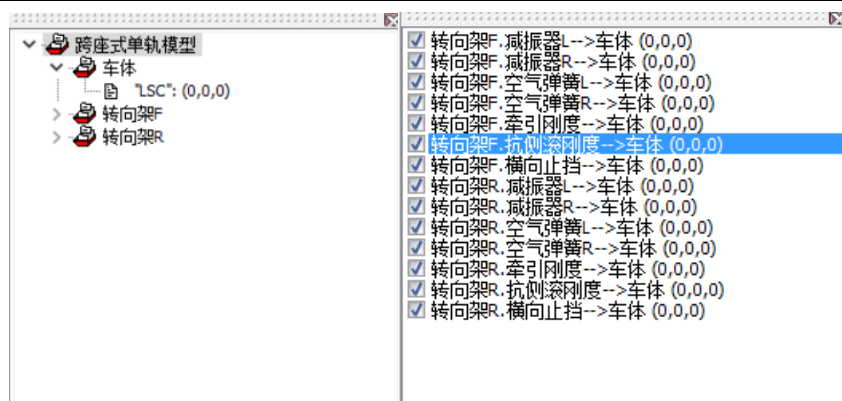 跨座式单轨模型
车体
"LSC": (0,0,0)
转向架F
转向架R
转向架F.减振器L-->车体 (0,0,0)
转向架F.减振器R-->车体 (0,0,0)
转向架F.空气弹簧L-->车体 (0,0,0)
转向架F.空气弹簧R-->车体 (0,0,0)
转向架F.牵引刚度-->车体 (0,0,0)
转向架F.抗侧滚刚度-->车体 (0,0,0)
转向架F.横向止挡-->车体 (0,0,0)
转向架R.减振器L-->车体 (0,0,0)
转向架R.减振器R-->车体 (0,0,0)
转向架R.空气弹簧L-->车体 (0,0,0)
转向架R.空气弹簧R-->车体 (0,0,0)
转向架R.牵引刚度-->车体 (0,0,0)
转向架R.抗侧滚刚度-->车体 (0,0,0)
转向架R.横向止挡-->车体 (0,0,0)